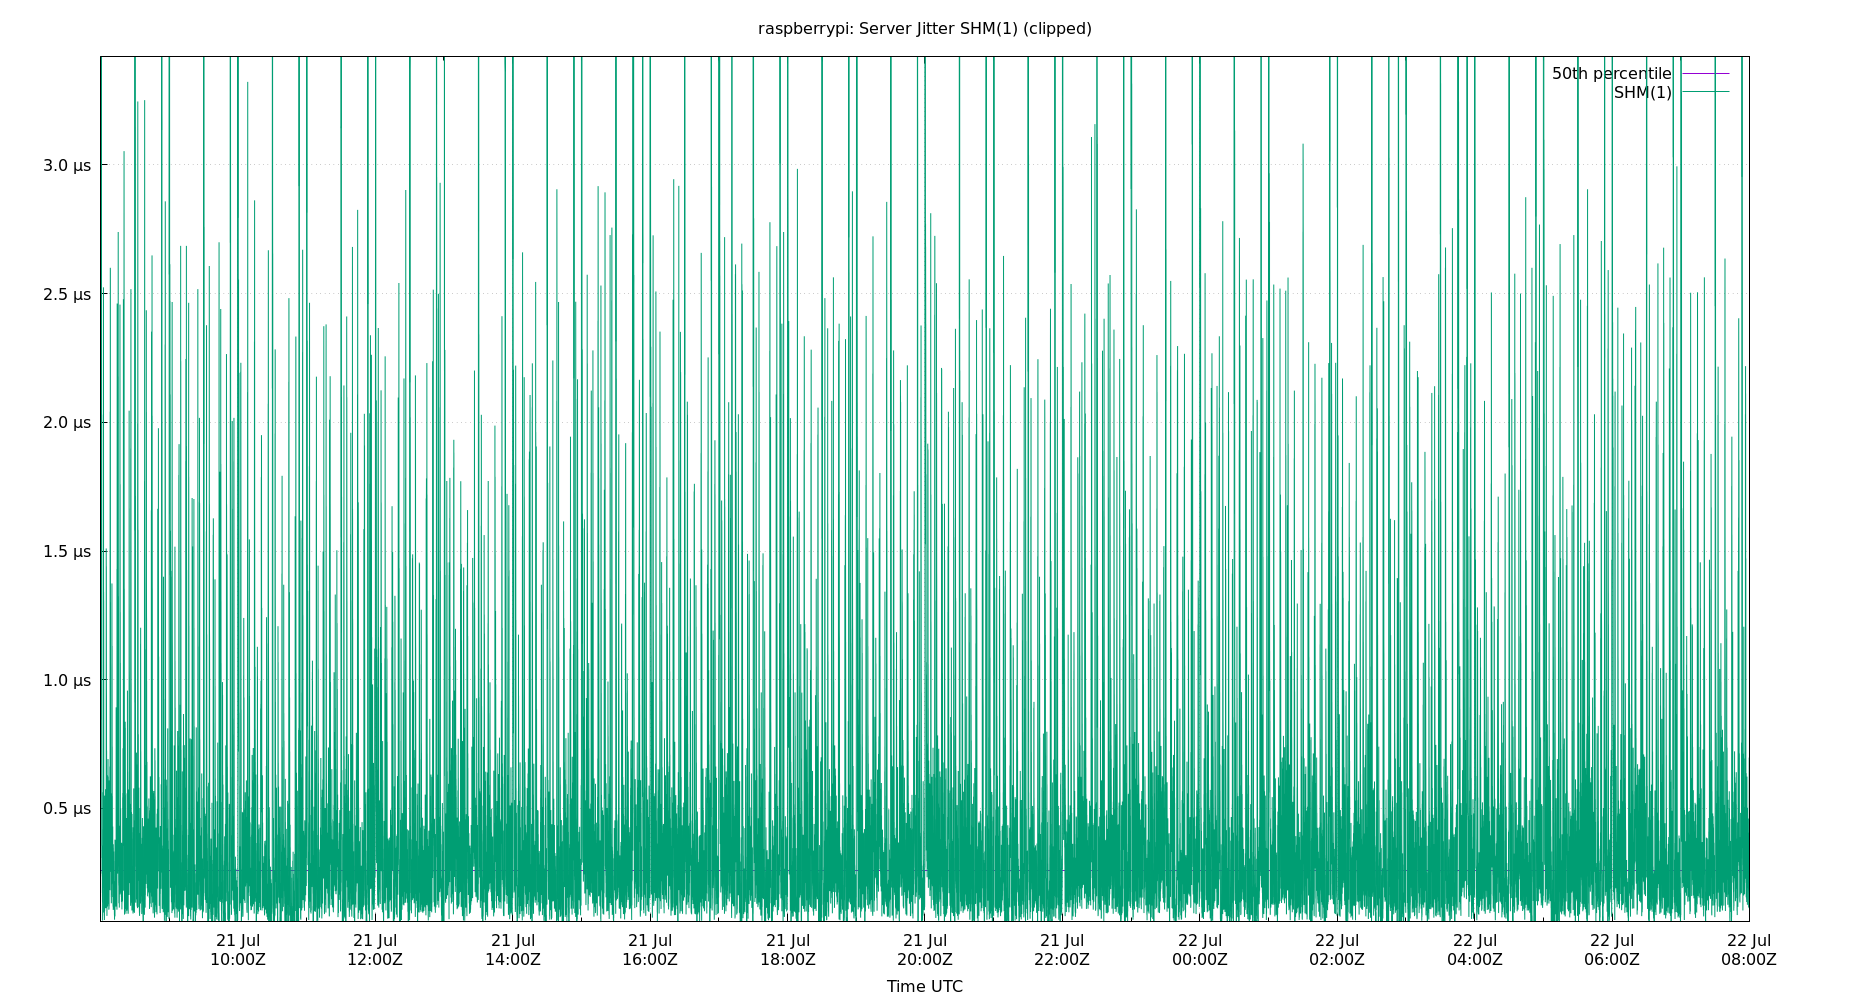 raspberrypi: Server Jitter SHM(1) (clipped)
50th percentile
SHM(1)
3.0 µs
2.5 µs
2.0 µs
1.5 µs
1.0 µs
0.5 µs
21 Jul 21 Jul 21 Jul 21 Jul 21 Jul 21 Jul 21 Jul 22 Jul 22 Jul 22 Jul 22 Jul 22 Jul
10:00Z 12:00Z 14:00Z 16:00Z 18:00Z 20:00Z 22:00Z 00:00Z 02:00Z 04:00Z 06:00Z 08:00Z
Time UTC